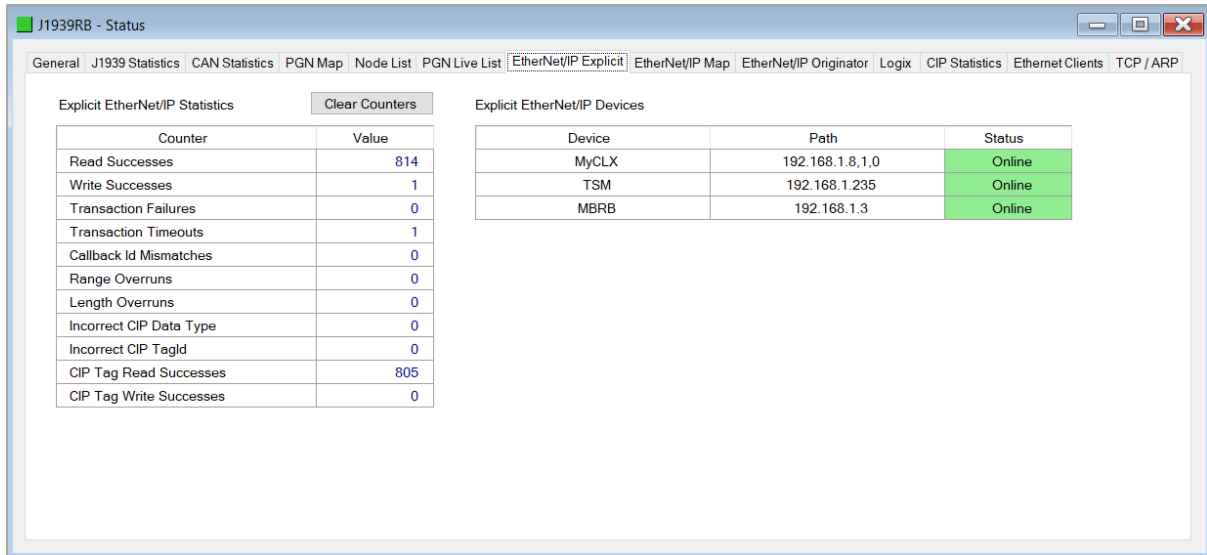 J1939RB - Status
General J1939 Statistics CAN Statistics PGN Map Node List PGN Live List EtherNet/IP Explicit EtherNet/IP Map EtherNet/IP Originator Logix CIP Statistics Ethernet Clients TCP / ARP
Explicit EtherNet/IP Statistics Clear Counters
Counter Value
Read Successes 814
Write Successes 1
Transaction Failures 0
Transaction Timeouts 1
Callback Id Mismatches 0
Range Overruns 0
Length Overruns 0
Incorrect CIP Data Type 0
Incorrect CIP TagId 0
CIP Tag Read Successes 805
CIP Tag Write Successes 0
Explicit EtherNet/IP Devices
Device Path Status
MyCLX 192.168.1.8,1,0 Online
TSM 192.168.1.235 Online
MBRB 192.168.1.3 Online